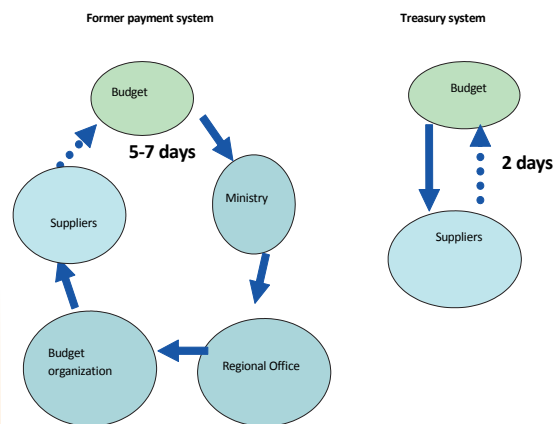 Former payment system
Treasury system
Budget
Budget
5-7 days
2 days
Ministry
Suppliers
Suppliers
Budget
organization
Regional Office